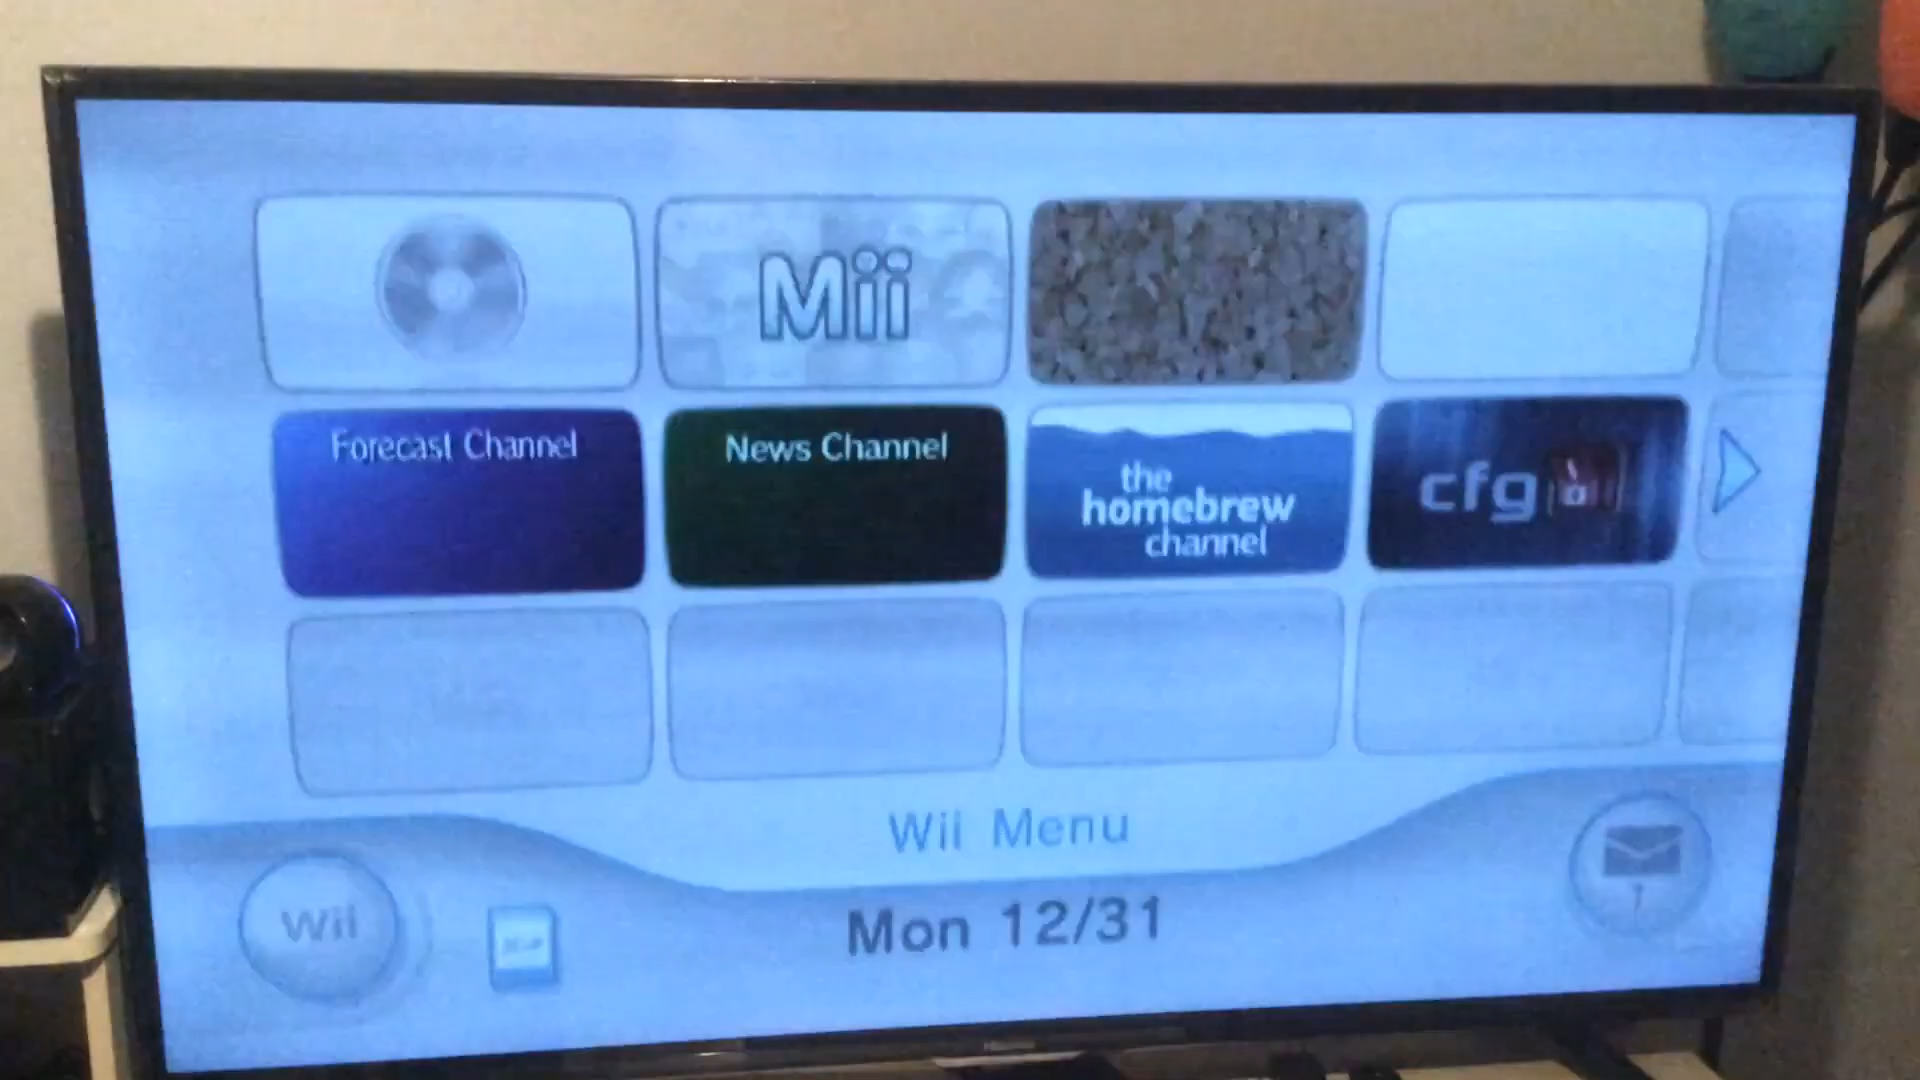 Mii
Forecast Channel
News Channel
the
homebrew
channel
cfg
Wii Menu
Wii
Mon 12/31